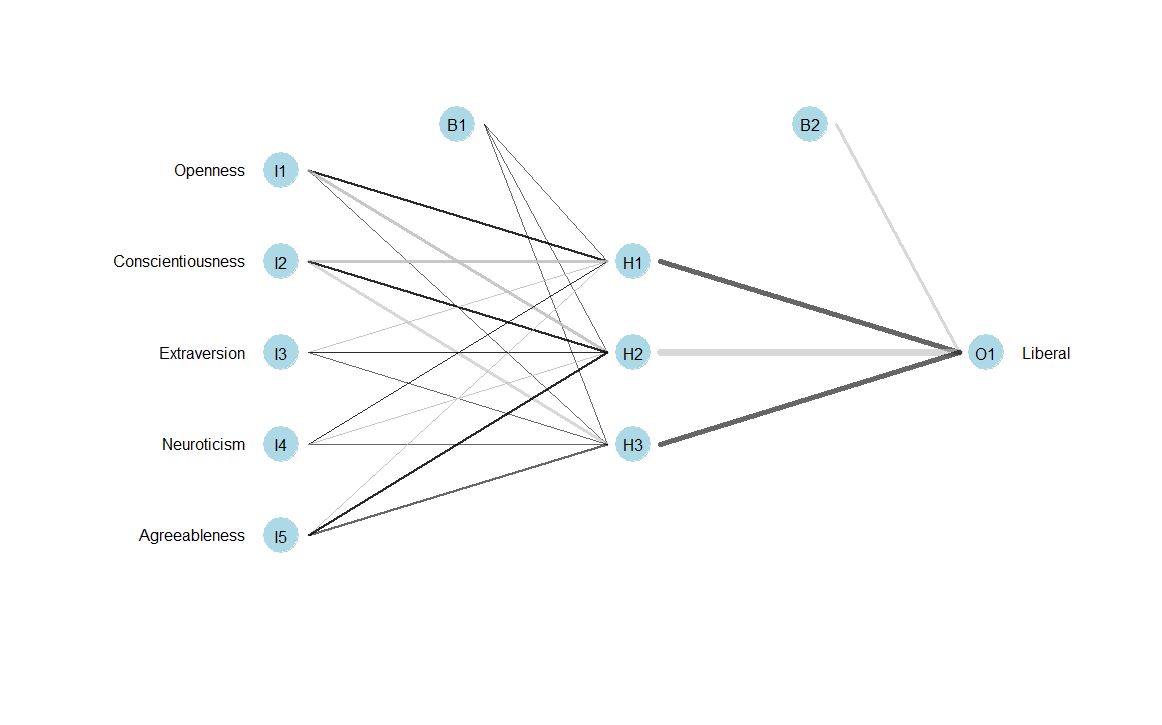 B1
B2
Openness I1
Conscientiousness I2 H1
Extraversion I3 H2 O1 Liberal
Neuroticism I4 H3
Agreeableness I5